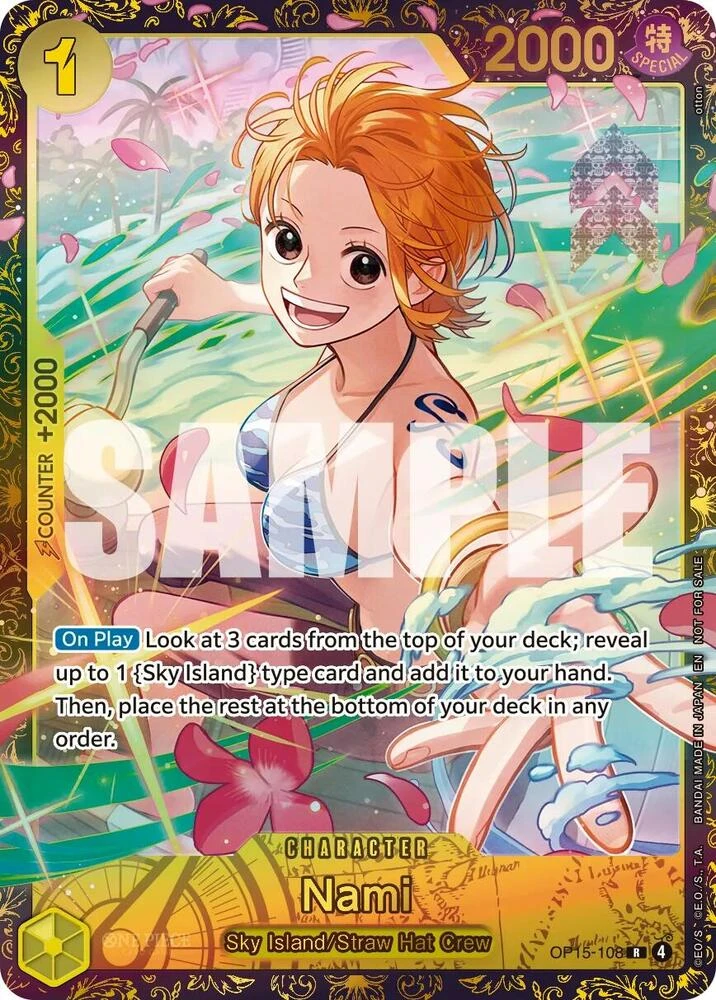 1
2000
特
SPECIAL
otton
COUNTER +2000
SAMPLE
On Play Look at 3 cards from the top of your deck; reveal
up to 1 {Sky Island} type card and add it to your hand.
Then, place the rest at the bottom of your deck in any
order.
CHARACTER
Nami
Sky Island/Straw Hat Crew
ONE PIECE
OP15-108 R 4
©E.O/S ©E.O./S., T.A. BANDAI MADE IN JAPAN EN NOT FOR SALE